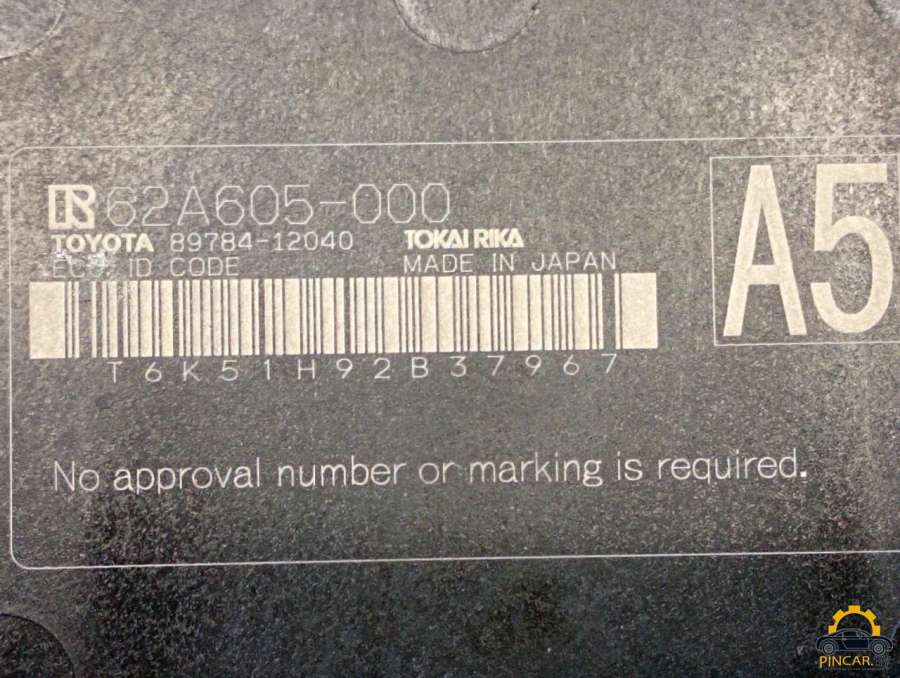 62A605-000
A5
TOYOTA 89784-12040 TOKAI RIKA
ECU ID CODE MADE IN JAPAN
T6K51H92B37967
No approval number or marking is required.
PINCAR.BY